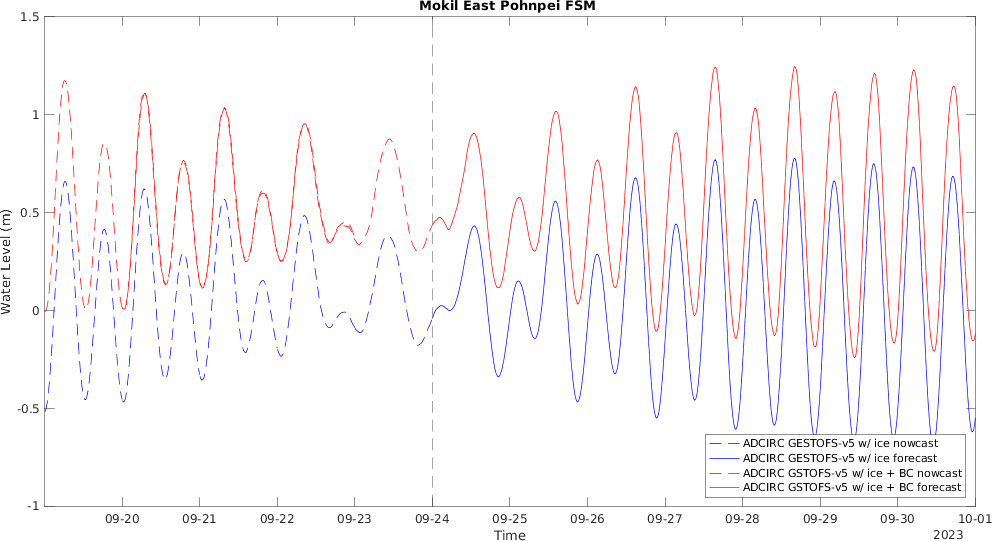 Mokil East Pohnpei FSM
1.5
1
0.5
0
-0.5
-1
Water Level (m)
09-20 09-21 09-22 09-23 09-24 09-25 09-26 09-27 09-28 09-29 09-30 10-01
Time
2023
ADCIRC GESTOFS-v5 w/ ice nowcast
ADCIRC GESTOFS-v5 w/ ice forecast
ADCIRC GSTOFS-v5 w/ ice + BC nowcast
ADCIRC GSTOFS-v5 w/ ice + BC forecast